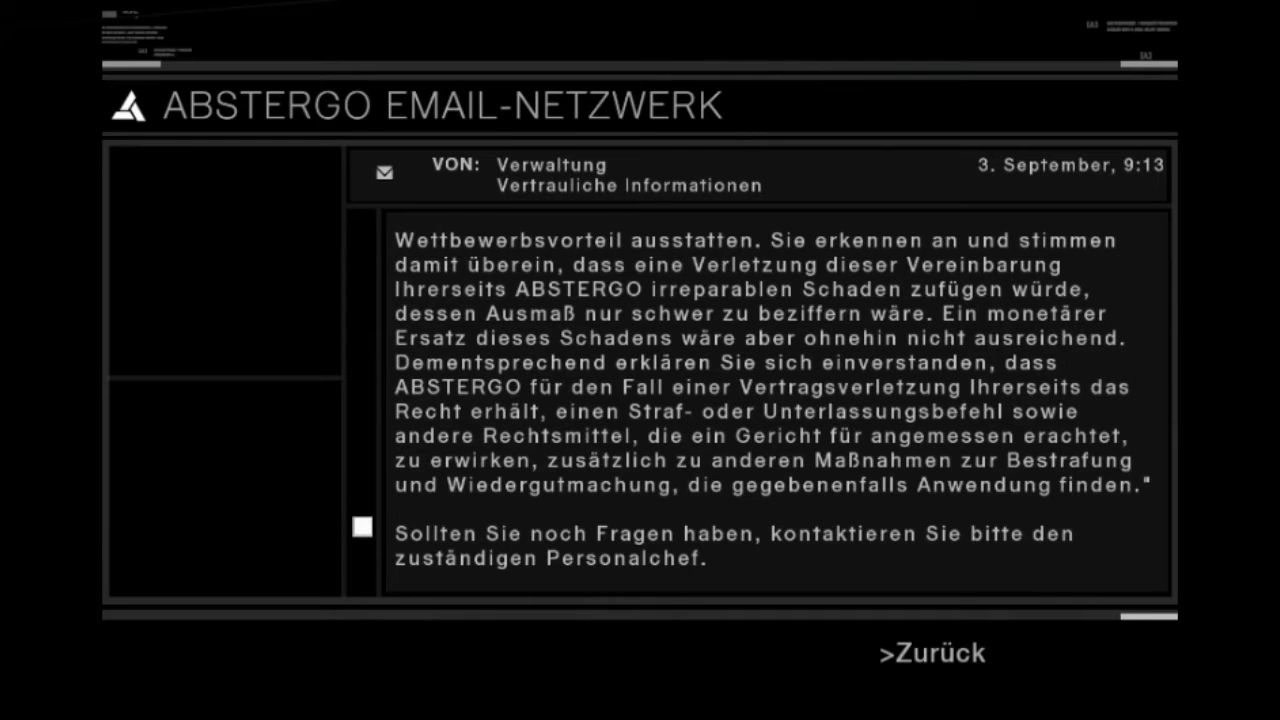 ABSTERGO EMAIL-NETZWERK
VON: Verwaltung 3. September, 9:13
Vertrauliche Informationen
Wettbewerbsvorteil ausstatten. Sie erkennen an und stimmen
damit überein, dass eine Verletzung dieser Vereinbarung
Ihrerseits ABSTERGO irreparablen Schaden zufügen würde,
dessen Ausmaß nur schwer zu beziffern wäre. Ein monetärer
Ersatz dieses Schadens wäre aber ohnehin nicht ausreichend.
Dementsprechend erklären Sie sich einverstanden, dass
ABSTERGO für den Fall einer Vertragsverletzung Ihrerseits das
Recht erhält, einen Straf- oder Unterlassungsbefehl sowie
andere Rechtsmittel, die ein Gericht für angemessen erachtet,
zu erwirken, zusätzlich zu anderen Maßnahmen zur Bestrafung
und Wiedergutmachung, die gegebenenfalls Anwendung finden."
Sollten Sie noch Fragen haben, kontaktieren Sie bitte den
zuständigen Personalchef.
>Zurück